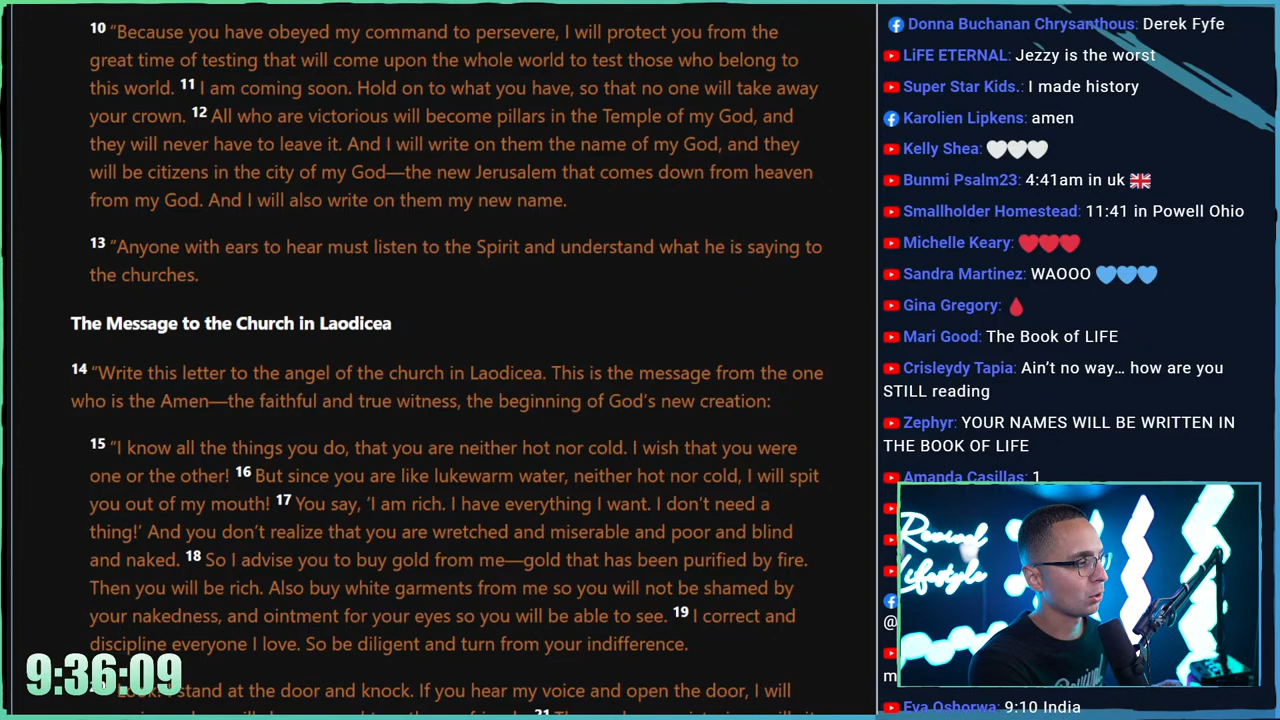 10 “Because you have obeyed my command to persevere, I will protect you from the
great time of testing that will come upon the whole world to test those who belong to
this world. 11 I am coming soon. Hold on to what you have, so that no one will take away
your crown. 12 All who are victorious will become pillars in the Temple of my God, and
they will never have to leave it. And I will write on them the name of my God, and they
will be citizens in the city of my God—the new Jerusalem that comes down from heaven
from my God. And I will also write on them my new name.
13 “Anyone with ears to hear must listen to the Spirit and understand what he is saying to
the churches.
The Message to the Church in Laodicea
14 “Write this letter to the angel of the church in Laodicea. This is the message from the one
who is the Amen—the faithful and true witness, the beginning of God’s new creation:
15 “I know all the things you do, that you are neither hot nor cold. I wish that you were
one or the other! 16 But since you are like lukewarm water, neither hot nor cold, I will spit
you out of my mouth! 17 You say, ‘I am rich. I have everything I want. I don’t need a
thing!’ And you don’t realize that you are wretched and miserable and poor and blind
and naked. 18 So I advise you to buy gold from me—gold that has been purified by fire.
Then you will be rich. Also buy white garments from me so you will not be shamed by
your nakedness, and ointment for your eyes so you will be able to see. 19 I correct and
discipline everyone I love. So be diligent and turn from your indifference.
stand at the door and knock. If you hear my voice and open the door, I will
9:36:09
Donna Buchanan Chrysanthous: Derek Fyfe
LiFE ETERNAL: Jezzy is the worst
Super Star Kids.: I made history
Karolien Lipkens: amen
Kelly Shea: 🤍🤍🤍
Bunmi Psalm23: 4:41am in uk 🇬🇧
Smallholder Homestead: 11:41 in Powell Ohio
Michelle Keary: ❤️❤️❤️
Sandra Martinez: WAOOO 💙💙💙
Gina Gregory: 🩸
Mari Good: The Book of LIFE
Crisleydy Tapia: Ain’t no way… how are you
STILL reading
Zephyr: YOUR NAMES WILL BE WRITTEN IN
THE BOOK OF LIFE
Amanda Casillas: 1
@
m
Eva Oshorwa: 9:10 India
Revival
Lifestyle